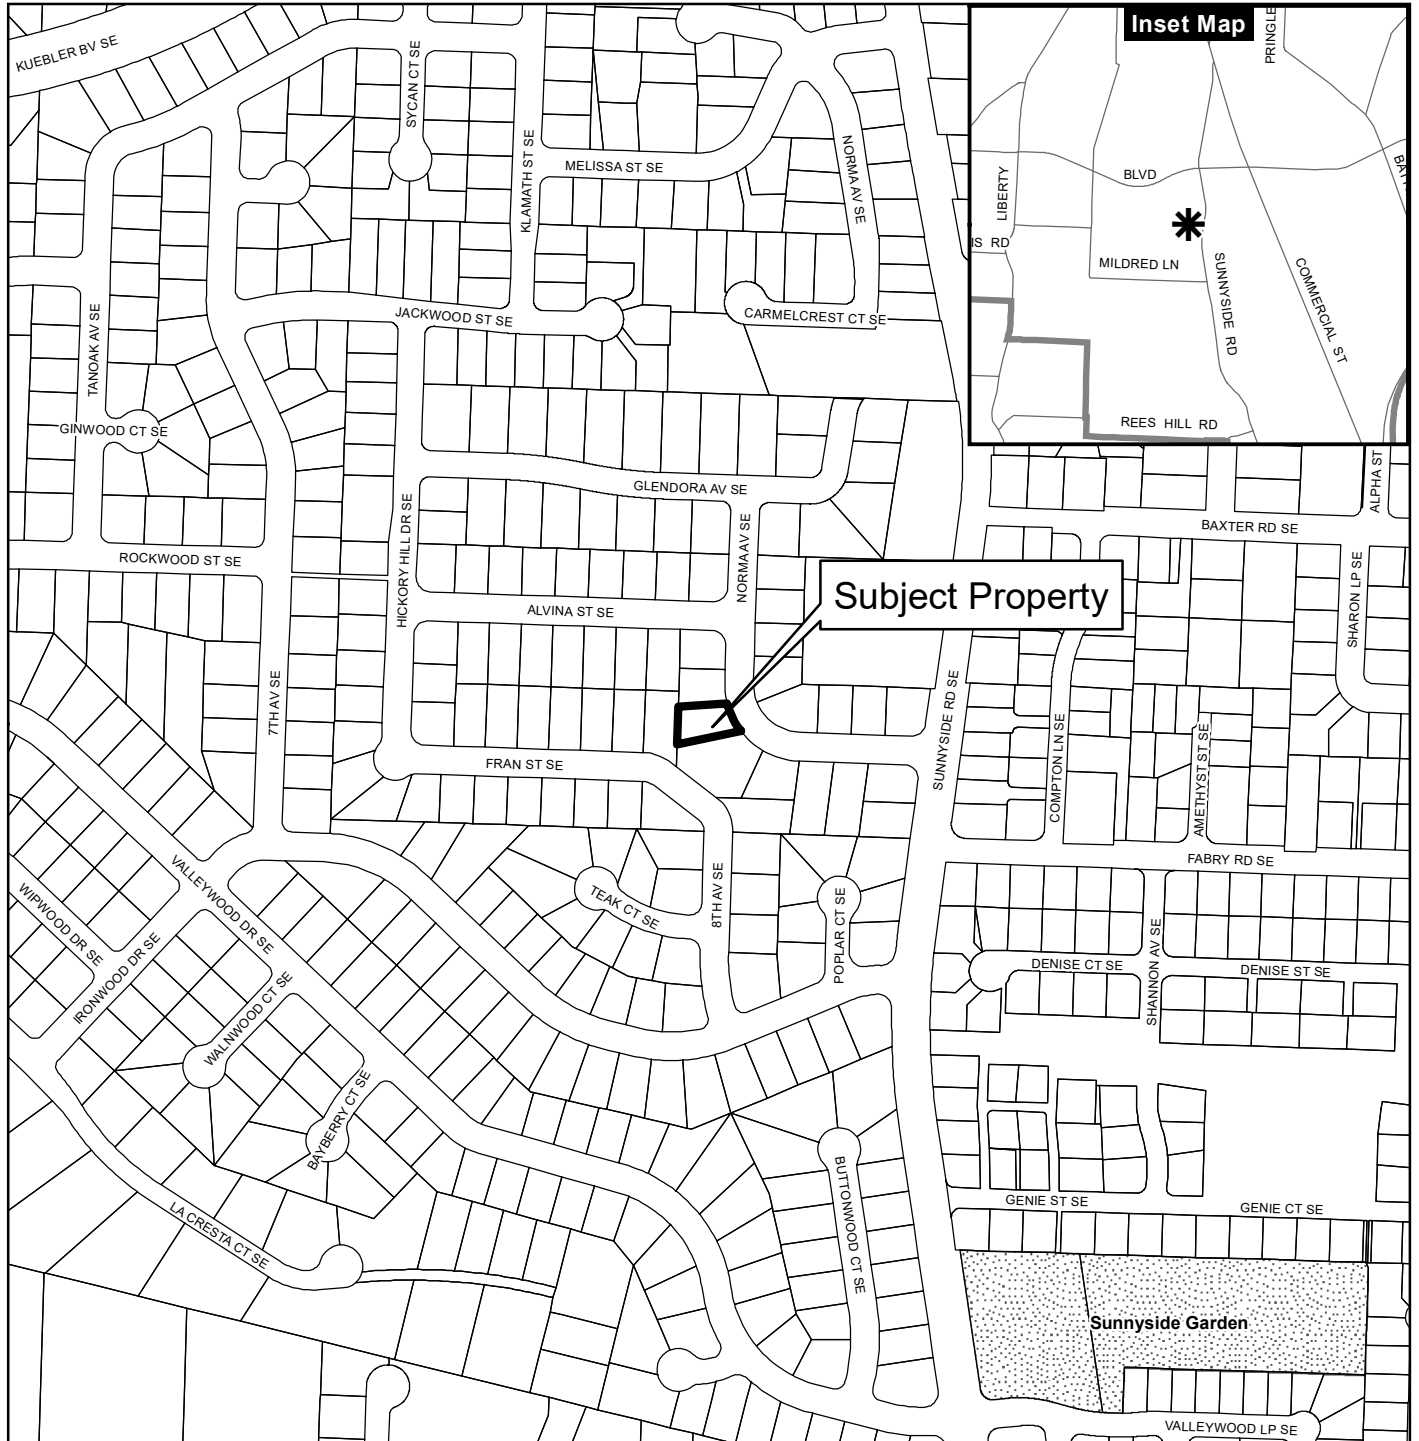 Inset Map
PRINGLE
BLVD
LIBERTY
IS RD
MILDRED LN
SUNNYSIDE RD
COMMERCIAL ST
REES HILL RD
KUEBLER BV SE
SYCAN CT SE
KLAMATH ST SE
MELISSA ST SE
NORMA AV SE
TANOAK AV SE
JACKWOOD ST SE
CARMELCREST CT SE
GINWOOD CT SE
GLENDORA AV SE
HICKORY HILL DR SE
NORMA AV SE
ALPHA ST
BAXTER RD SE
ROCKWOOD ST SE
ALVINA ST SE
Subject Property
SHARON LP SE
7TH AV SE
SUNNYSIDE RD SE
COMPTON LN SE
AMETHYST ST SE
FRAN ST SE
FABRY RD SE
VALLEYWOOD DR SE
WIPWOOD DR SE
IRONWOOD DR SE
WALNWOOD CT SE
TEAK CT SE
8TH AV SE
POPLAR CT SE
DENISE CT SE
SHANNON AV SE
DENISE ST SE
BAYBERRY CT SE
LA CRESTA CT SE
BUTTONWOOD CT SE
GENIE ST SE
GENIE CT SE
Sunnyside Garden
VALLEYWOOD LP SE